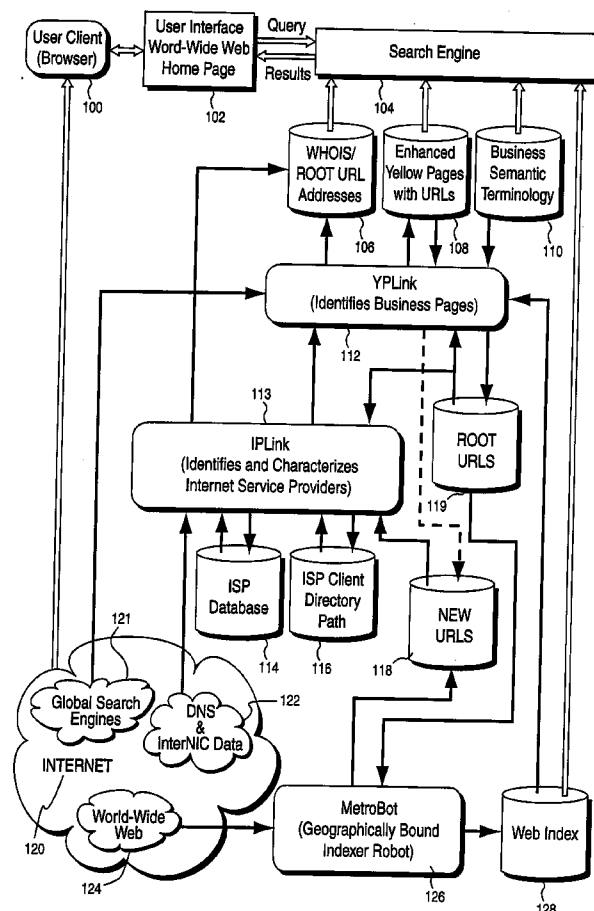 User Client
(Browser)
100
User Interface
Word-Wide Web
Home Page
102
Query
Results
Search Engine
104
WHOIS/
ROOT URL
Addresses
106
Enhanced
Yellow Pages
with URLs
108
Business
Semantic
Terminology
110
YPLink
(Identifies Business Pages)
112
113
IPLink
(Identifies and Characterizes
Internet Service Providers)
ROOT
URLS
119
ISP
Database
114
ISP Client
Directory
Path
116
NEW
URLS
118
121
Global Search
Engines
DNS
&
InterNIC Data
122
INTERNET
120
World-Wide
Web
124
MetroBot
(Geographically Bound
Indexer Robot)
126
Web Index
128